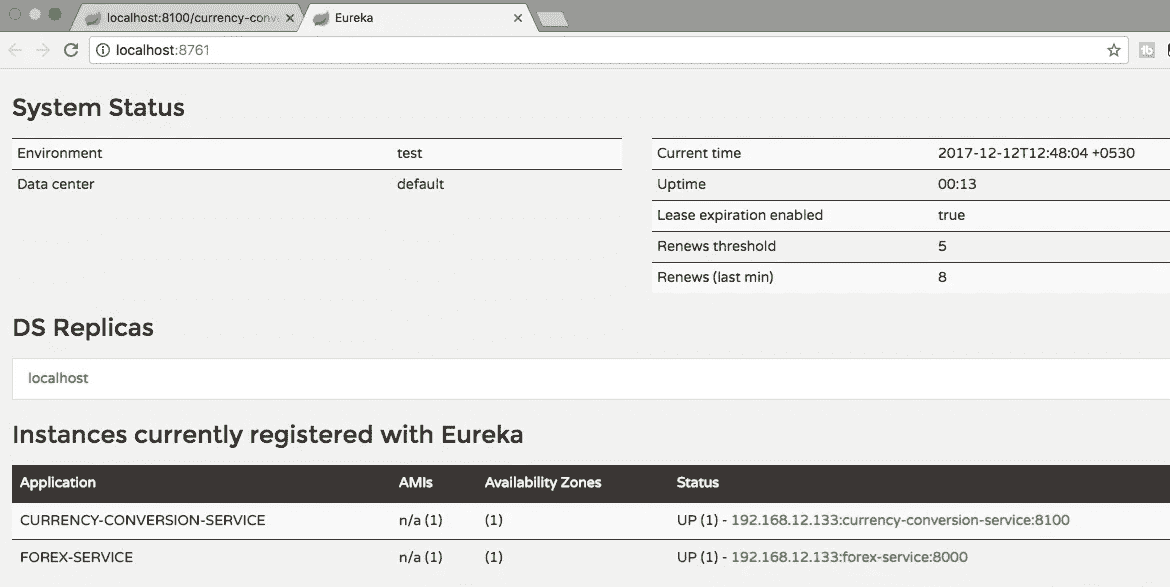 localhost:8100/currency-conv
Eureka
localhost:8761
System Status
Environment test
Data center default
Current time 2017-12-12T12:48:04 +0530
Uptime 00:13
Lease expiration enabled true
Renews threshold 5
Renews (last min) 8
DS Replicas
localhost
Instances currently registered with Eureka
Application AMIs Availability Zones Status
CURRENCY-CONVERSION-SERVICE n/a (1) (1) UP (1) - 192.168.12.133:currency-conversion-service:8100
FOREX-SERVICE n/a (1) (1) UP (1) - 192.168.12.133:forex-service:8000